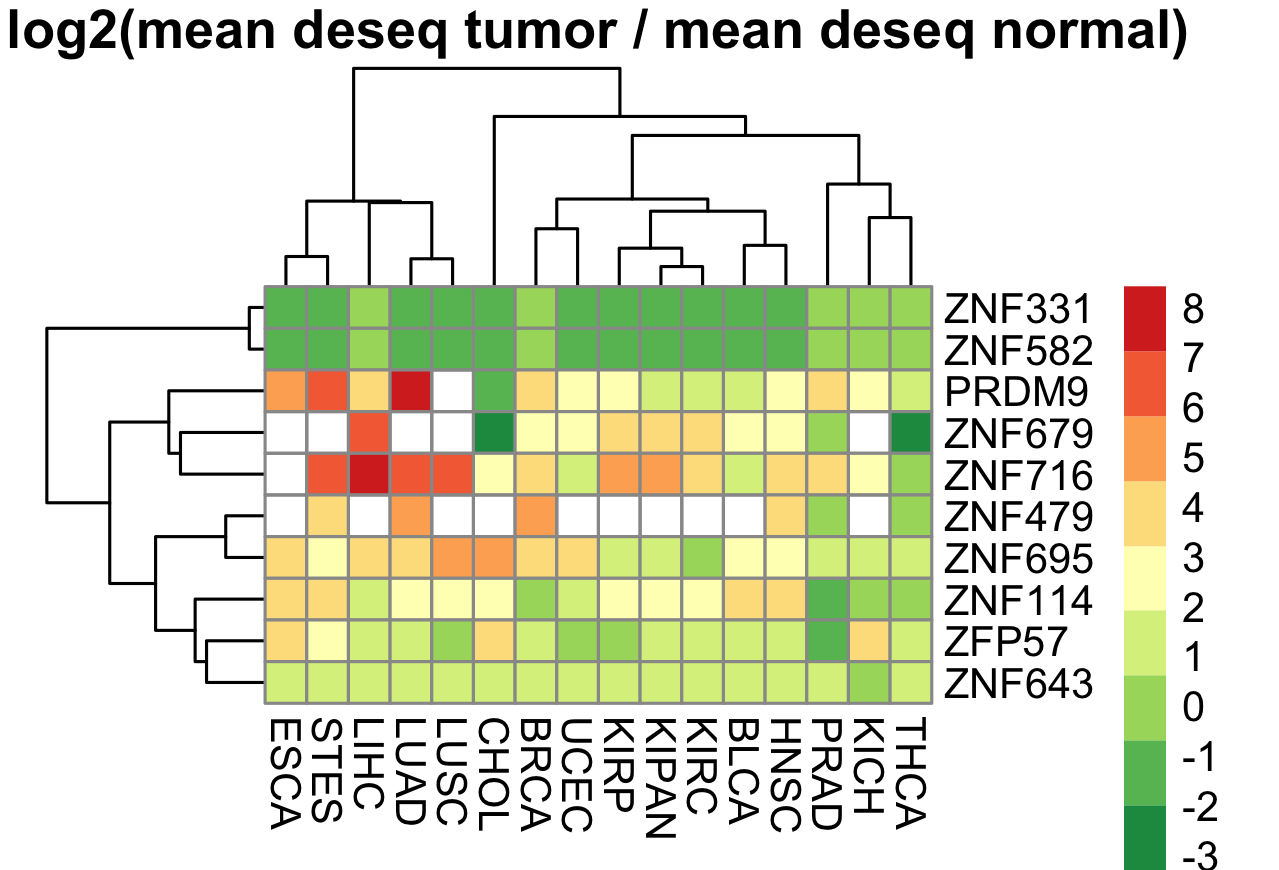 log2(mean deseq tumor / mean deseq normal)
ZNF331
ZNF582
PRDM9
ZNF679
ZNF716
ZNF479
ZNF695
ZNF114
ZFP57
ZNF643
8
7
6
5
4
3
2
1
0
-1
-2
-3
ESCA
STES
LIHC
LUAD
LUSC
CHOL
BRCA
UCEC
KIRP
KIPAN
KIRC
BLCA
HNSC
PRAD
KICH
THCA